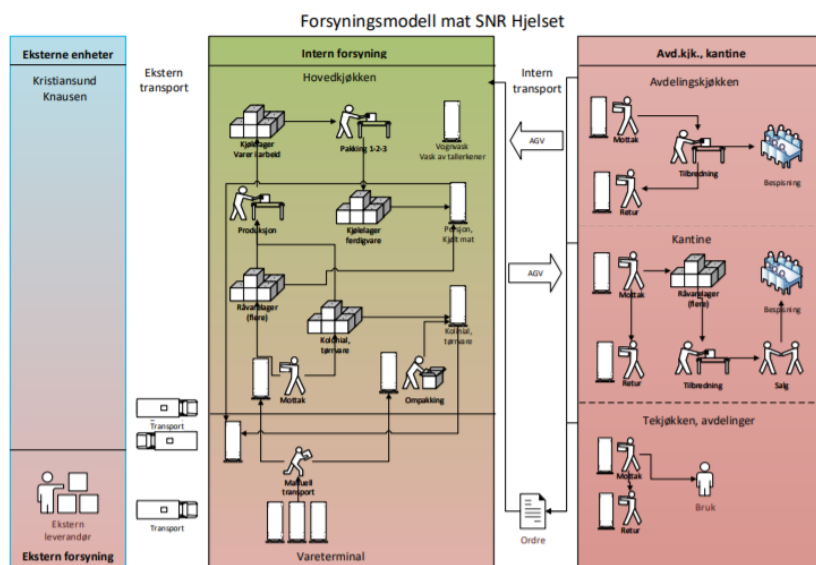 Forsyningsmodell mat SNR Hjelset
Eksterne enheter
Kristiansund
Knausen
Ekstern
leverandør
Ekstern forsyning
Ekstern
transport
Transport
Transport
Intern forsyning
Hovedkjøkken
Kjølelager
Varer i arbeid
Pakking 1-2-3
Vognvask
Vask av tallerkener
Produksjon
Kjølelager
ferdigvare
Porsjon,
Kjølt mat
Råvarelager
(flere)
Kolonial,
tørrvare
Kolonial,
tørrvare
Mottak
Ompakking
Manuell
transport
Vareterminal
Intern
transport
AGV
AGV
Ordre
Avd.kjk., kantine
Avdelingskjøkken
Mottak
Tilbredning
Bespisning
Retur
Kantine
Mottak
Råvarelager
(flere)
Bespisning
Retur
Tilbredning
Salg
Tekjøkken, avdelinger
Mottak
Bruk
Retur